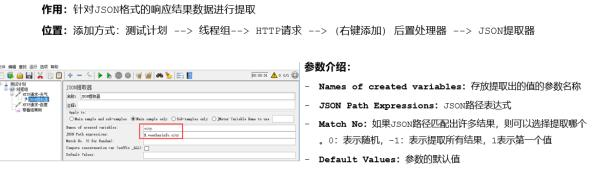 作用：针对JSON格式的响应结果数据进行提取
位置：添加方式：测试计划 --> 线程组--> HTTP请求 --> (右键添加) 后置处理器 --> JSON提取器
JSON提取器
名称：JSON提取器
注释：
Apply to:
Main sample and sub-samples Main sample only Sub-samples only JMeter Variable Name to use
Names of created variables: city
JSON Path expressions: $.weatherinfo.city
Match No. (0 for Random):
Compute concatenation var (suffix _ALL):
Default Values:
参数介绍：
- Names of created variables：存放提取出的值的参数名称
- JSON Path Expressions：JSON路径表达式
- Match No：如果JSON路径匹配出许多结果，则可以选择提取哪个
。0：表示随机，-1：表示提取所有结果，1表示第一个值
- Default Values：参数的默认值